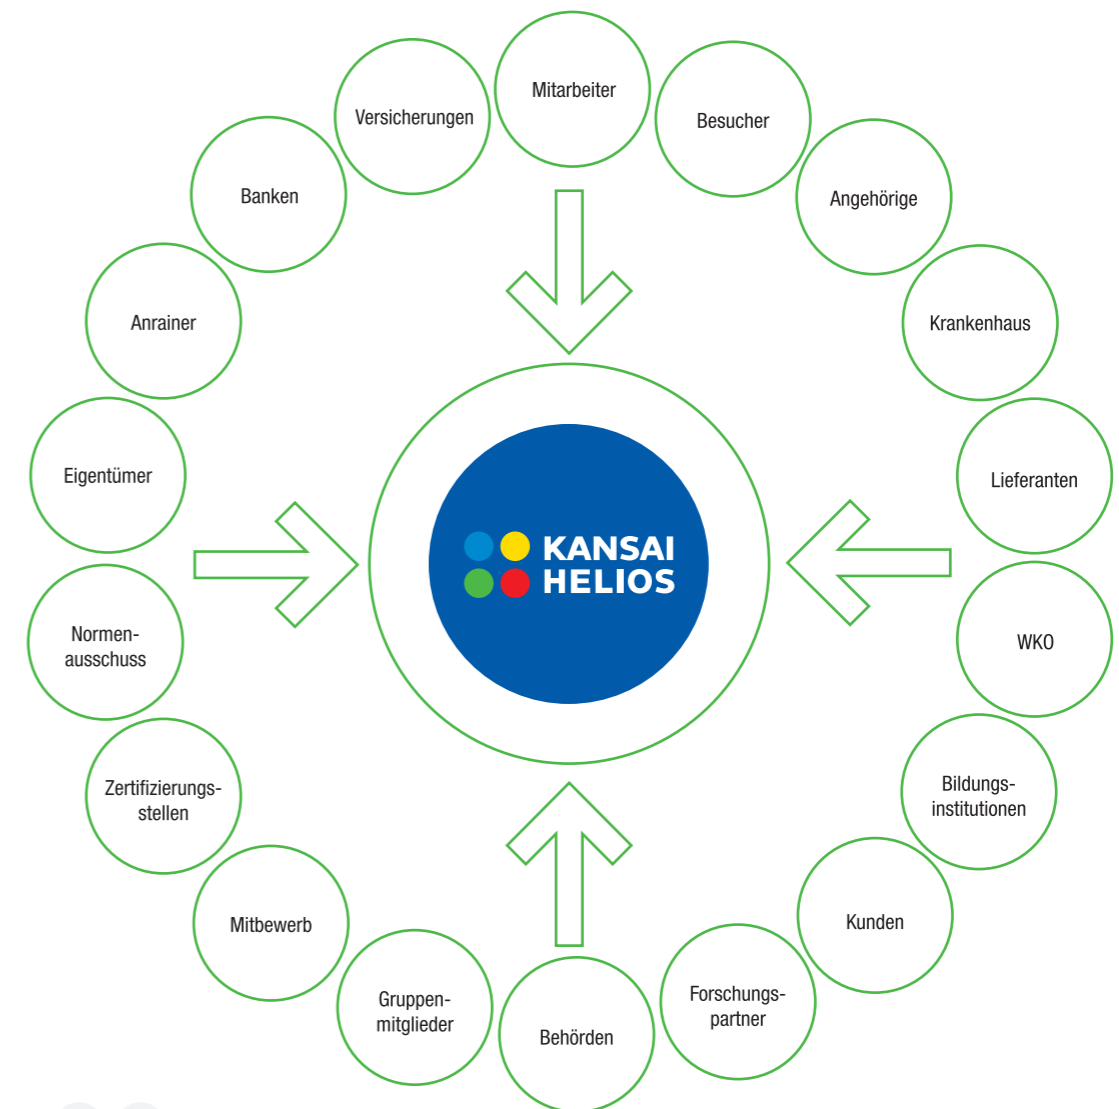 Mitarbeiter
Besucher
Angehörige
Krankenhaus
Lieferanten
WKO
Bildungs-
institutionen
Kunden
Forschungs-
partner
Behörden
Gruppen-
mitglieder
Mitbewerb
Zertifizierungs-
stellen
Normen-
ausschuss
Eigentümer
Anrainer
Banken
Versicherungen
KANSAI
HELIOS